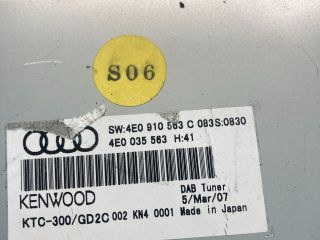 S06
SW:4E0 910 563 C 083S:0830
4E0 035 563 H:41
KENWOOD
DAB Tuner
5/Mar/07
KTC-300/GD2C 002 KN4 0001 Made in Japan